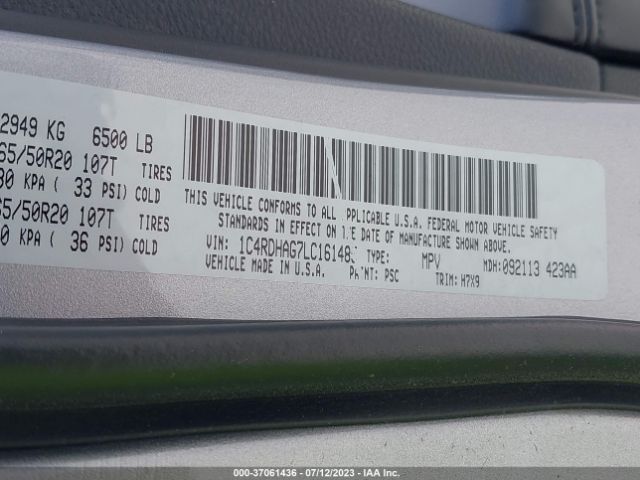 2949 KG 6500 LB
65/50R20 107T TIRES
30 KPA ( 33 PSI) COLD
65/50R20 107T TIRES
0 KPA ( 36 PSI) COLD
THIS VEHICLE CONFORMS TO ALL  PPLICABLE U.S.A. FEDERAL MOTOR VEHICLE SAFETY
STANDARDS IN EFFECT ON T E DATE OF MANUFACTURE SHOWN ABOVE.
VIN: 1C4RDHAG7LC16148 TYPE: MPV MDH:092113 423AA
VEHICLE MADE IN U.S.A. PA NT: PSC TRIM: H7X9
000-37061436 - 07/12/2023 - IAA Inc.